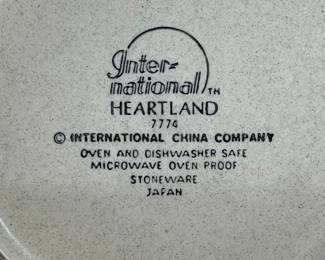 Inter-
national TM
HEARTLAND
7774
© INTERNATIONAL CHINA COMPANY
OVEN AND DISHWASHER SAFE
MICROWAVE OVEN PROOF
STONEWARE
JAPAN